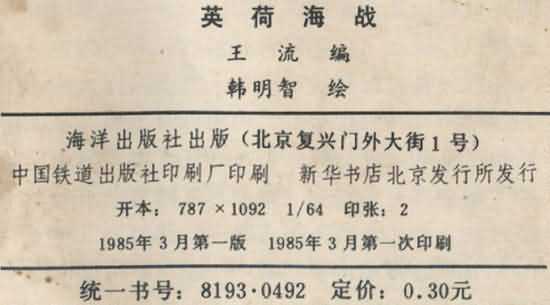 英荷海战
王流编
韩明智绘
海洋出版社出版（北京复兴门外大街1号）
中国铁道出版社印刷厂印刷 新华书店北京发行所发行
开本：787×1092 1/64 印张：2
1985年3月第一版 1985年3月第一次印刷
统一书号：8193·0492 定价：0.30元